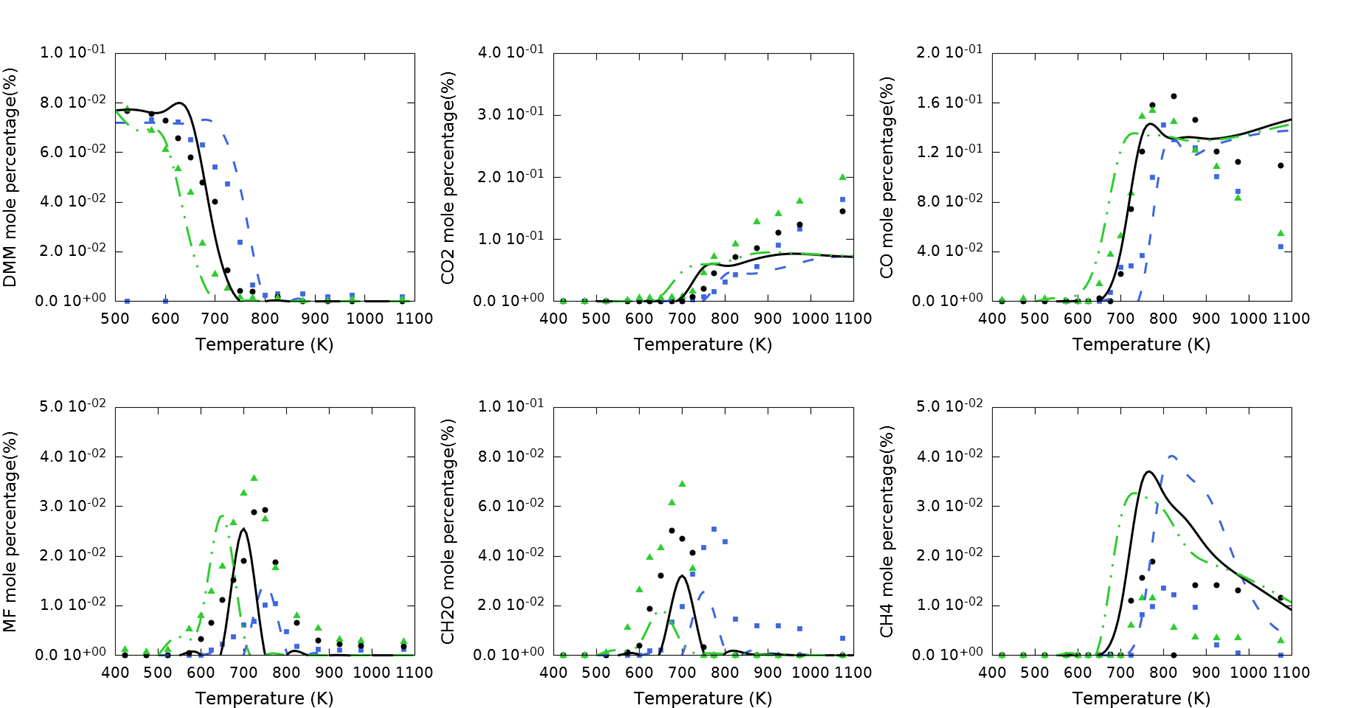 DMM mole percentage(%)
1.0 10-01
8.0 10-02
6.0 10-02
4.0 10-02
2.0 10-02
0.0 10+00
500 600 700 800 900 1000 1100
Temperature (K)
CO2 mole percentage(%)
4.0 10-01
3.0 10-01
2.0 10-01
1.0 10-01
0.0 10+00
400 500 600 700 800 900 1000 1100
Temperature (K)
CO mole percentage(%)
2.0 10-01
1.6 10-01
1.2 10-01
8.0 10-02
4.0 10-02
0.0 10+00
400 500 600 700 800 900 1000 1100
Temperature (K)
MF mole percentage(%)
5.0 10-02
4.0 10-02
3.0 10-02
2.0 10-02
1.0 10-02
0.0 10+00
400 500 600 700 800 900 1000 1100
Temperature (K)
CH2O mole percentage(%)
1.0 10-01
8.0 10-02
6.0 10-02
4.0 10-02
2.0 10-02
0.0 10+00
400 500 600 700 800 900 1000 1100
Temperature (K)
CH4 mole percentage(%)
5.0 10-02
4.0 10-02
3.0 10-02
2.0 10-02
1.0 10-02
0.0 10+00
400 500 600 700 800 900 1000 1100
Temperature (K)